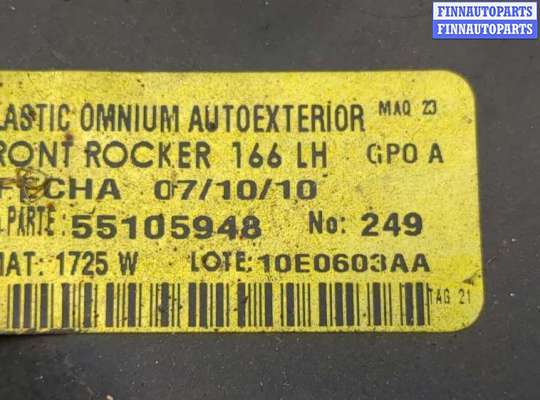 FINNAUTOPARTS
FINNAUTOPARTS
LASTIC OMNIUM AUTOEXTERIOR MAQ 23
RONT ROCKER 166 LH GPO A
FECHA 07/10/10
PARTE: 55105948 No: 249
MAT: 1725 W LOTE: 10E0603AA
TAG 21